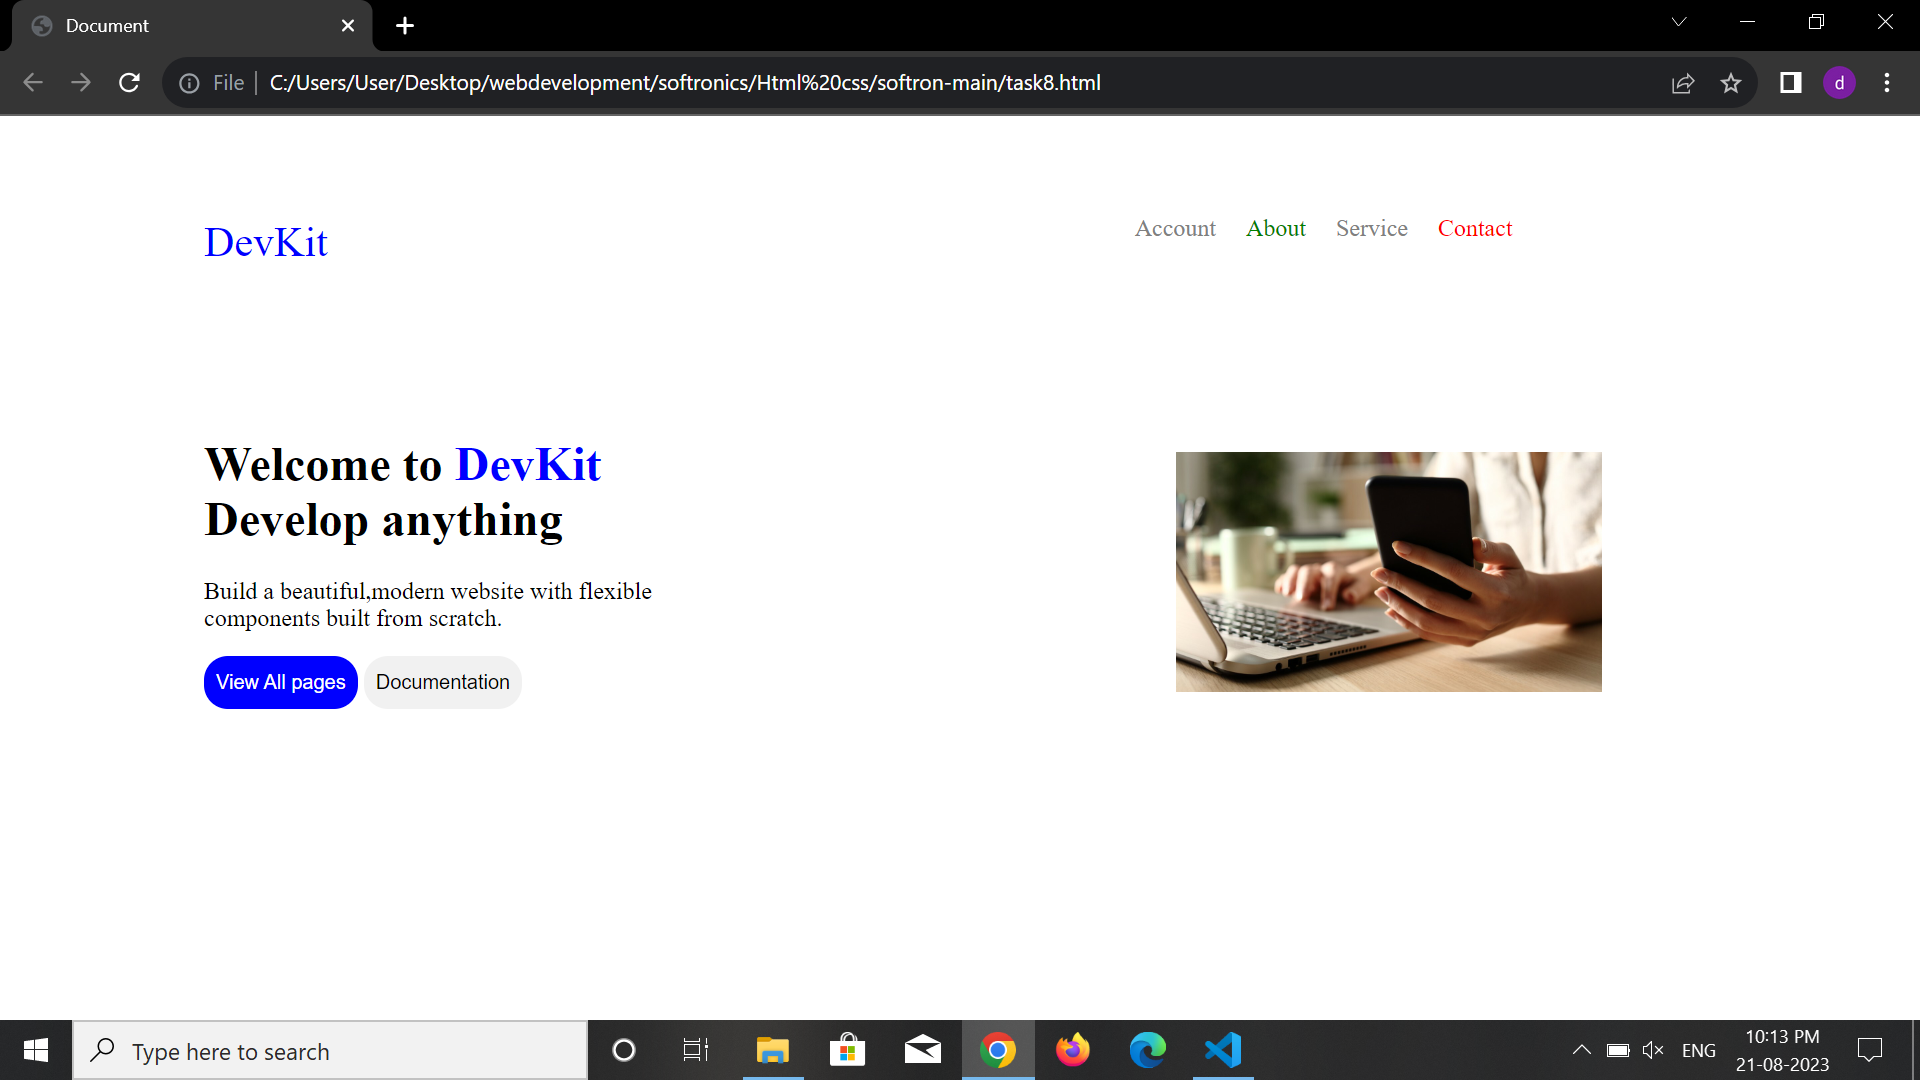 Document
File
C:/Users/User/Desktop/webdevelopment/softronics/Html%20css/softron-main/task8.html
d
DevKit
Account About Service Contact
Welcome to DevKit
Develop anything
Build a beautiful,modern website with flexible
components built from scratch.
View All pages Documentation
Type here to search
ENG
10:13 PM
21-08-2023